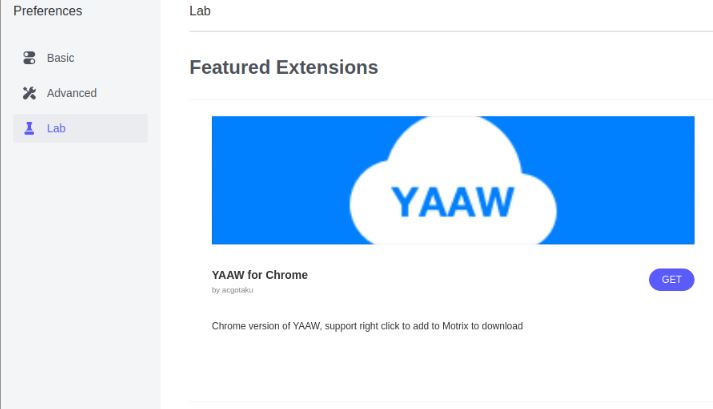 Preferences
Lab
Basic
Advanced
Lab
Featured Extensions
YAAW
YAAW for Chrome
by acgotaku
GET
Chrome version of YAAW, support right click to add to Motrix to download